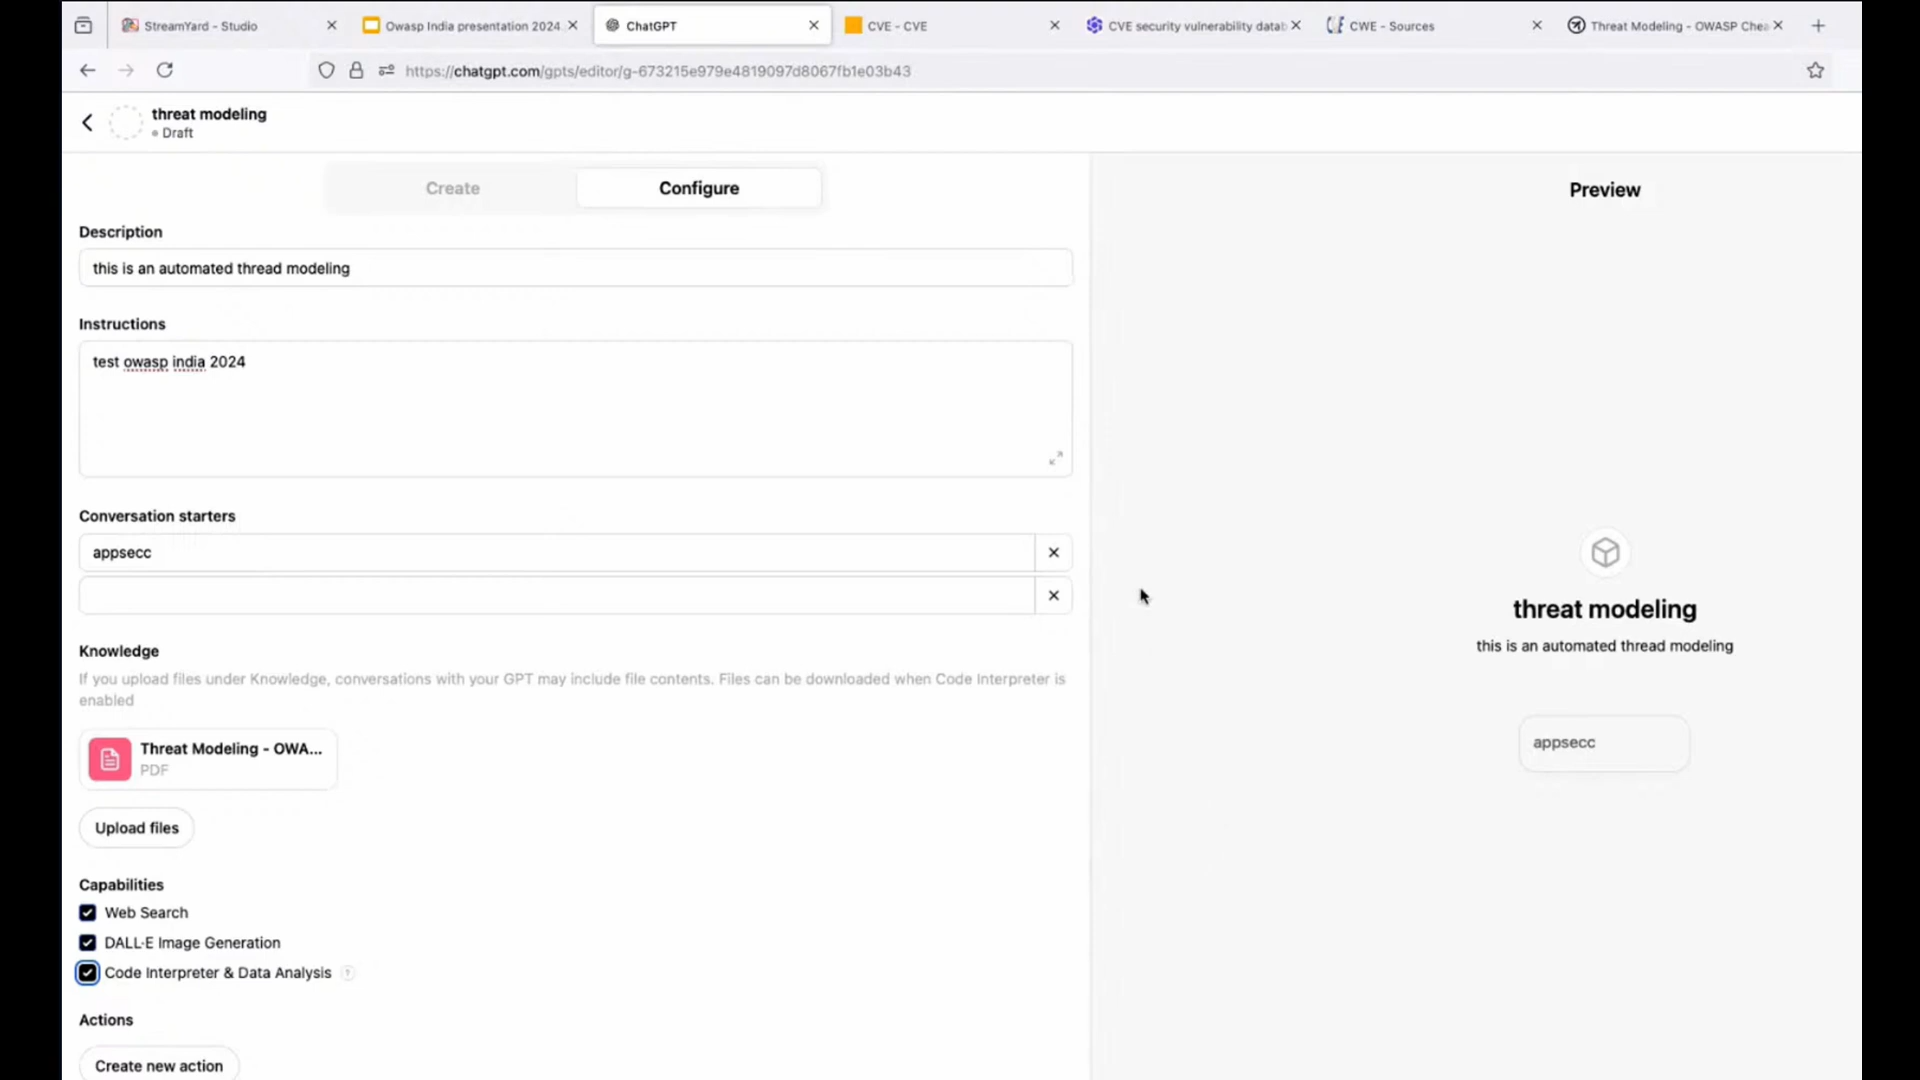 StreamYard - Studio
Owasp India presentation 2024
ChatGPT
CVE - CVE
CVE security vulnerability datab
CWE - Sources
Threat Modeling - OWASP Chea
https://chatgpt.com/gpts/editor/g-673215e979e4819097d8067fb1e03b43
threat modeling
Draft
Create
Configure
Preview
Description
this is an automated thread modeling
Instructions
test owasp india 2024
Conversation starters
appsecc
Knowledge
If you upload files under Knowledge, conversations with your GPT may include file contents. Files can be downloaded when Code Interpreter is
enabled
Threat Modeling - OWA...
PDF
Upload files
Capabilities
Web Search
DALL·E Image Generation
Code Interpreter & Data Analysis ?
Actions
Create new action
threat modeling
this is an automated thread modeling
appsecc